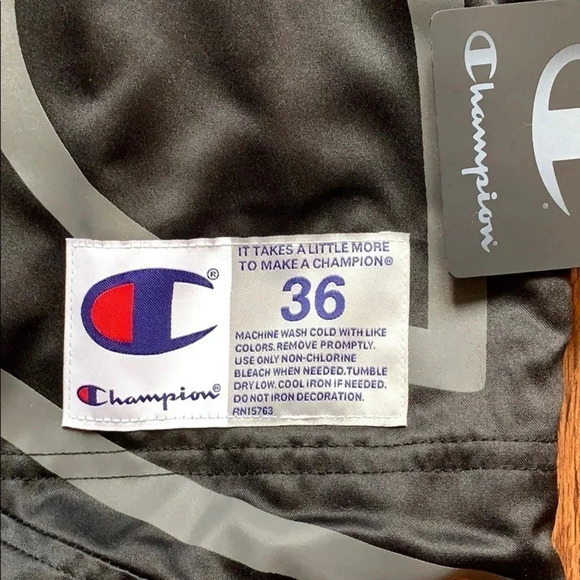 Champion
IT TAKES A LITTLE MORE
TO MAKE A CHAMPION®
36
MACHINE WASH COLD WITH LIKE
COLORS. REMOVE PROMPTLY.
USE ONLY NON-CHLORINE
BLEACH WHEN NEEDED. TUMBLE
DRY LOW. COOL IRON IF NEEDED.
DO NOT IRON DECORATION.
RN15763
®
Champion®